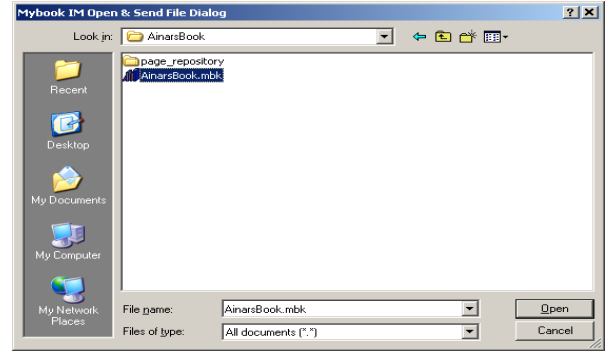 Mybook IM Open & Send File Dialog
Look in: AinarsBook
page_repository
AinarsBook.mbk
Recent
Desktop
My Documents
My Computer
My Network
Places
File name: AinarsBook.mbk Open
Files of type: All documents (*.*) Cancel